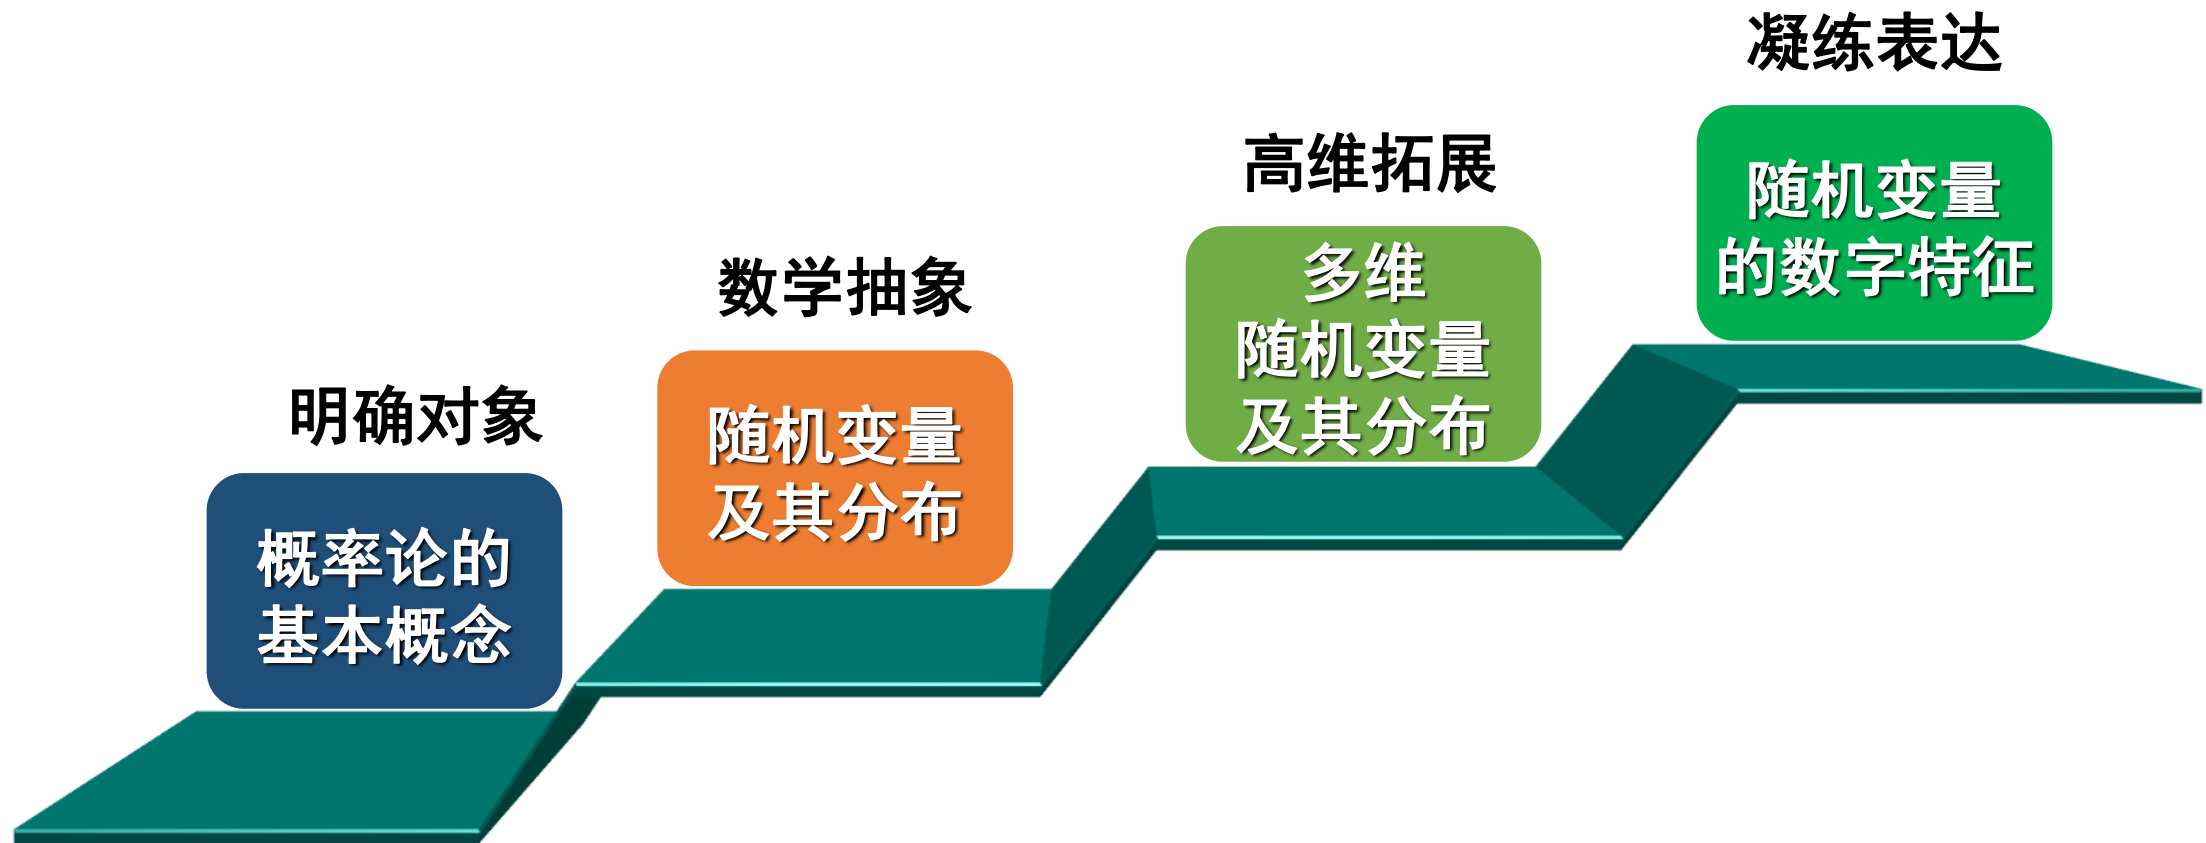 明确对象
概率论的
基本概念
数学抽象
随机变量
及其分布
高维拓展
多维
随机变量
及其分布
凝练表达
随机变量
的数字特征